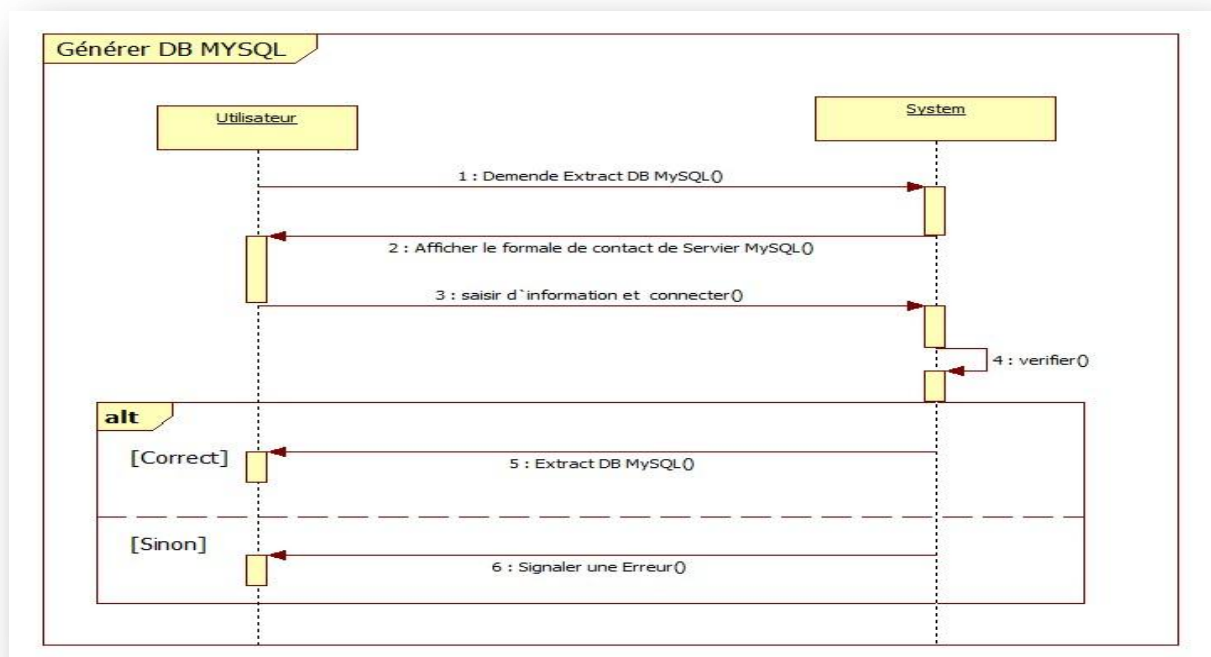 Générer DB MYSQL
Utilisateur
System
1 : Demende Extract DB MySQL()
2 : Afficher le formale de contact de Servier MySQL()
3 : saisir d`information et connecter()
4 : verifier()
alt
[Correct]
5 : Extract DB MySQL()
[Sinon]
6 : Signaler une Erreur()